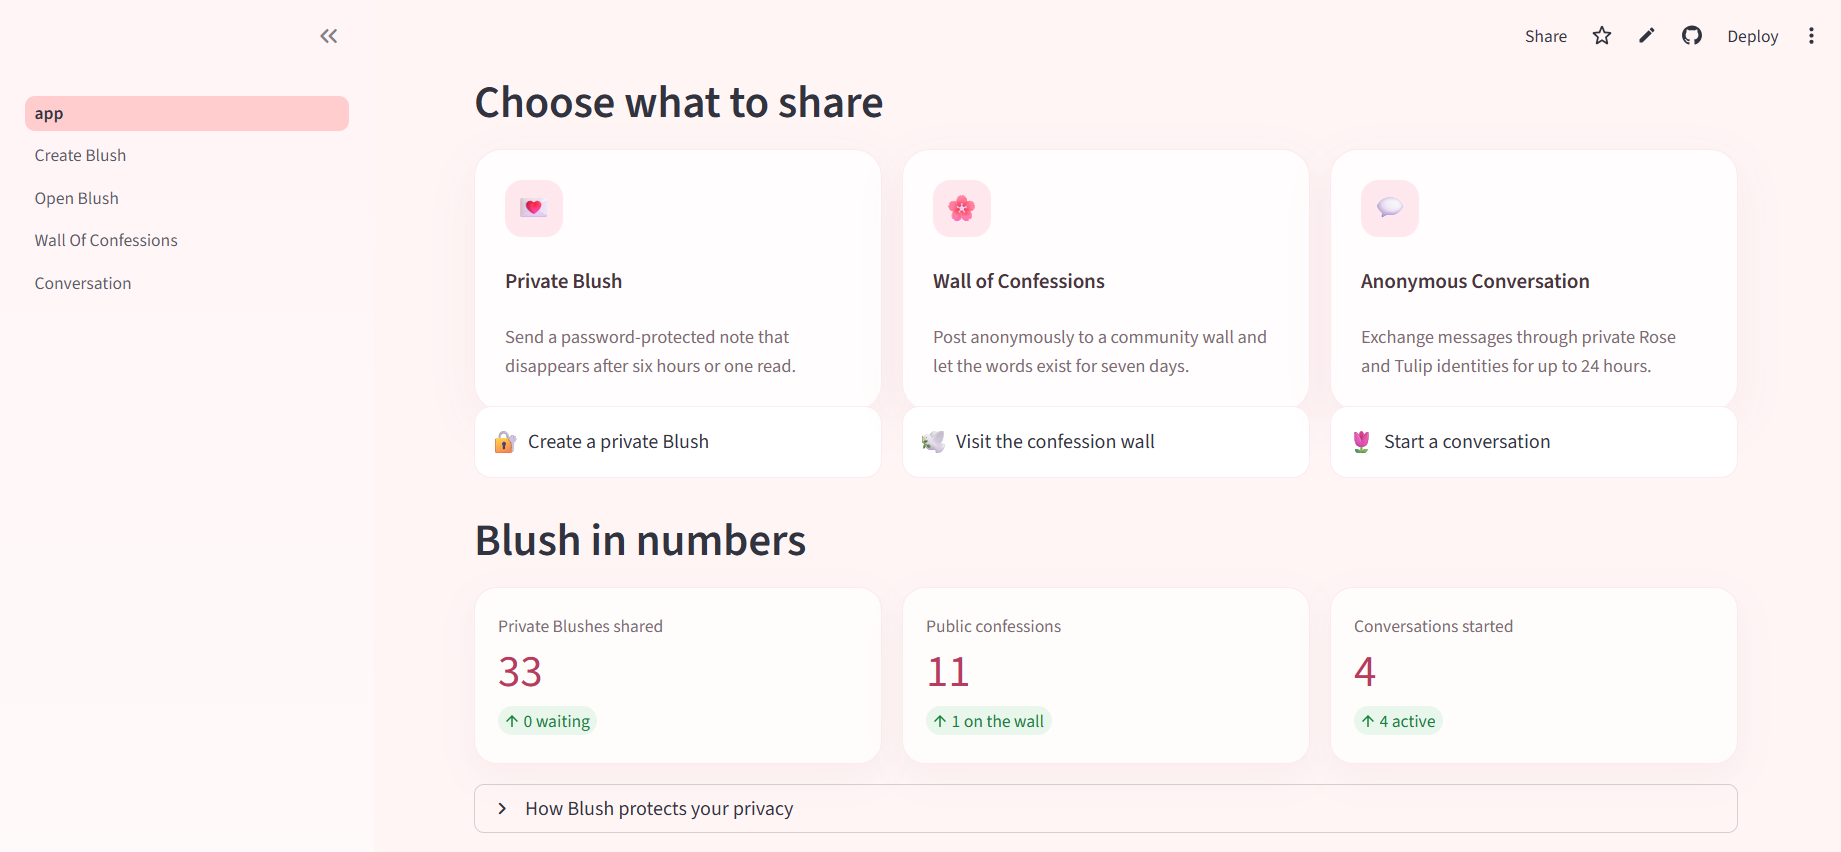 Share
Deploy
app
Create Blush
Open Blush
Wall Of Confessions
Conversation
Choose what to share
Private Blush
Send a password-protected note that
disappears after six hours or one read.
Create a private Blush
Wall of Confessions
Post anonymously to a community wall and
let the words exist for seven days.
Visit the confession wall
Anonymous Conversation
Exchange messages through private Rose
and Tulip identities for up to 24 hours.
Start a conversation
Blush in numbers
Private Blushes shared
33
↑ 0 waiting
Public confessions
11
↑ 1 on the wall
Conversations started
4
↑ 4 active
How Blush protects your privacy